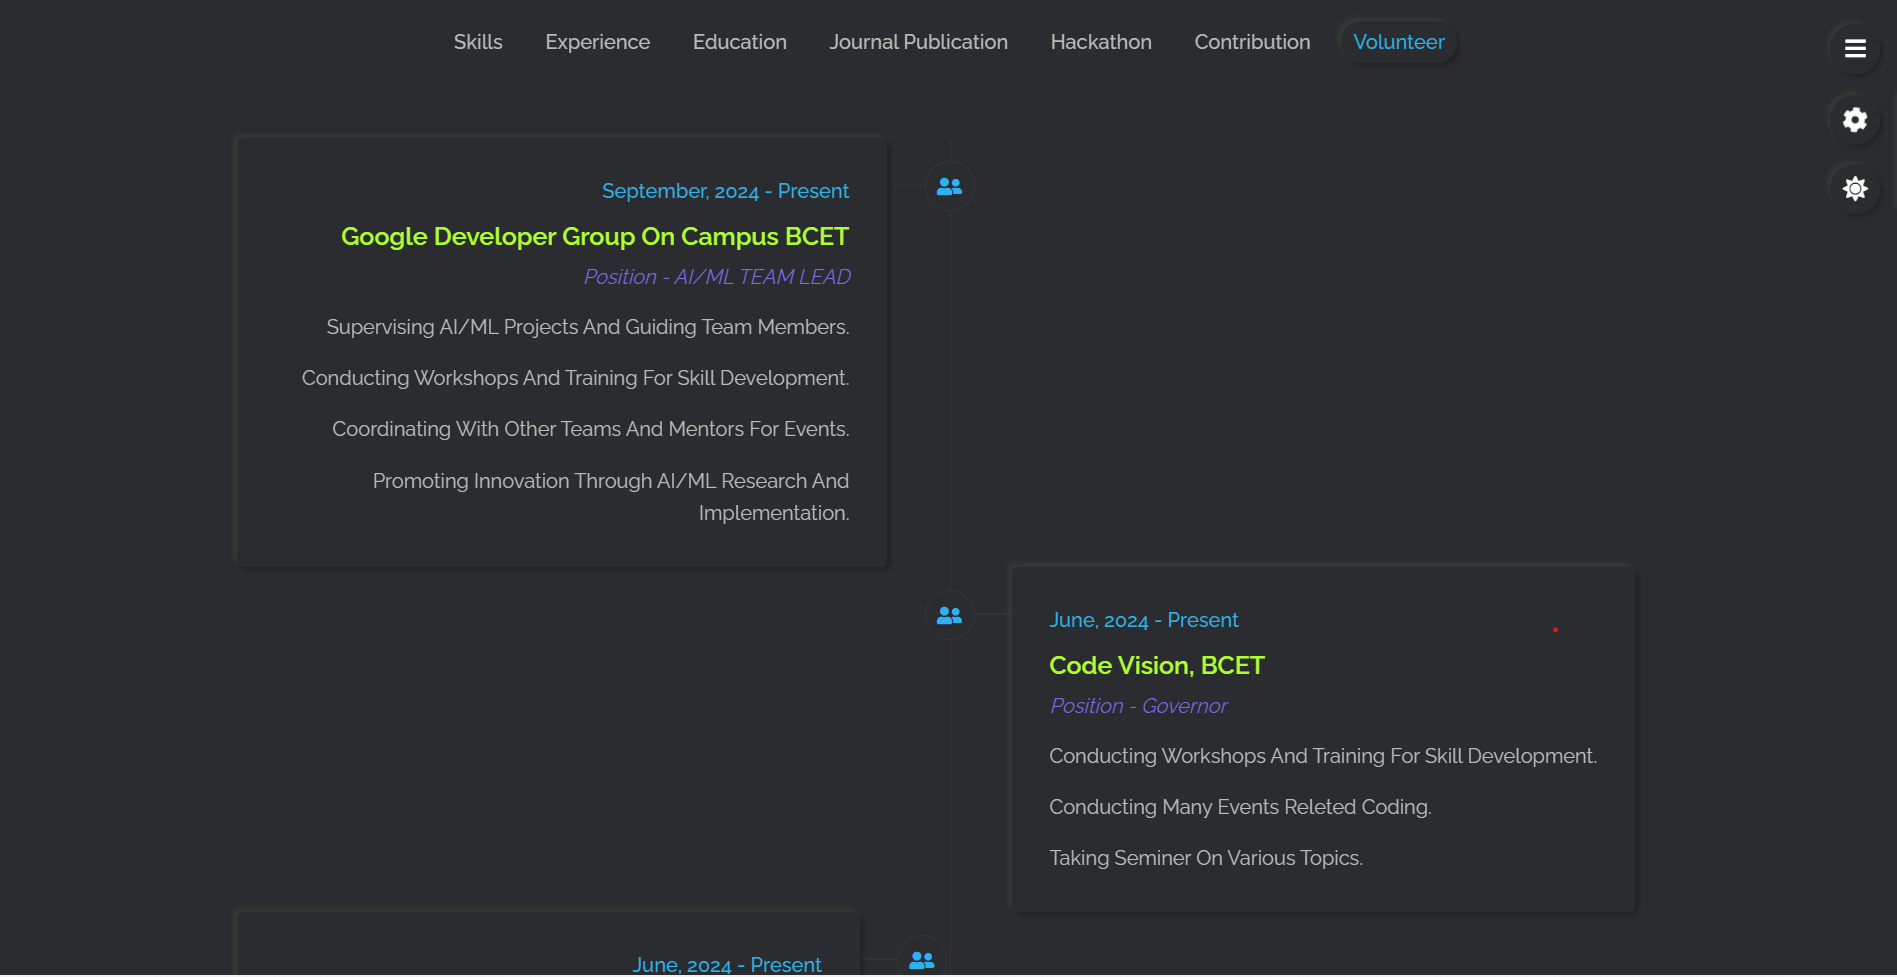 Skills Experience Education Journal Publication Hackathon Contribution Volunteer
September, 2024 - Present
Google Developer Group On Campus BCET
Position - AI/ML TEAM LEAD
Supervising AI/ML Projects And Guiding Team Members.
Conducting Workshops And Training For Skill Development.
Coordinating With Other Teams And Mentors For Events.
Promoting Innovation Through AI/ML Research And
Implementation.
June, 2024 - Present
Code Vision, BCET
Position - Governor
Conducting Workshops And Training For Skill Development.
Conducting Many Events Releted Coding.
Taking Seminer On Various Topics.
June, 2024 - Present